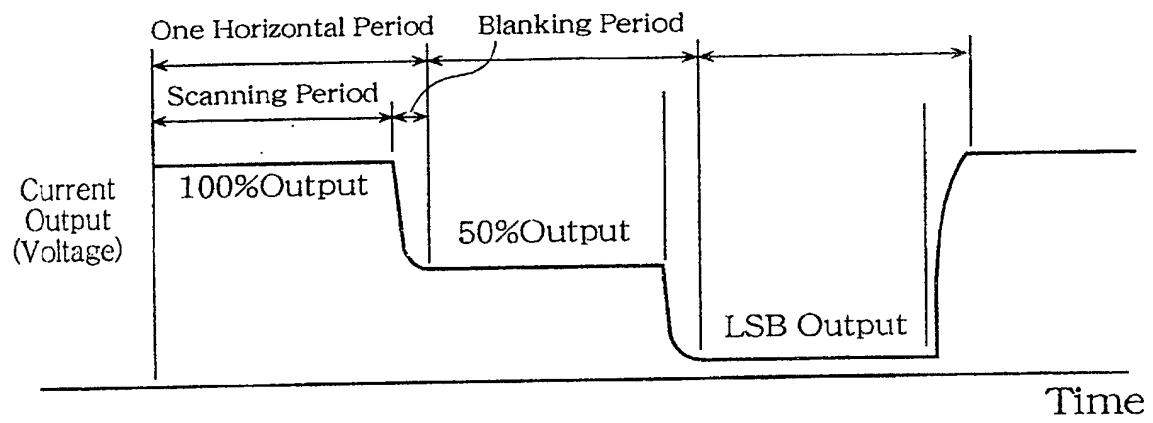 One Horizontal Period
Blanking Period
Scanning Period
100%Output
Current
Output
(Voltage)
50%Output
LSB Output
Time